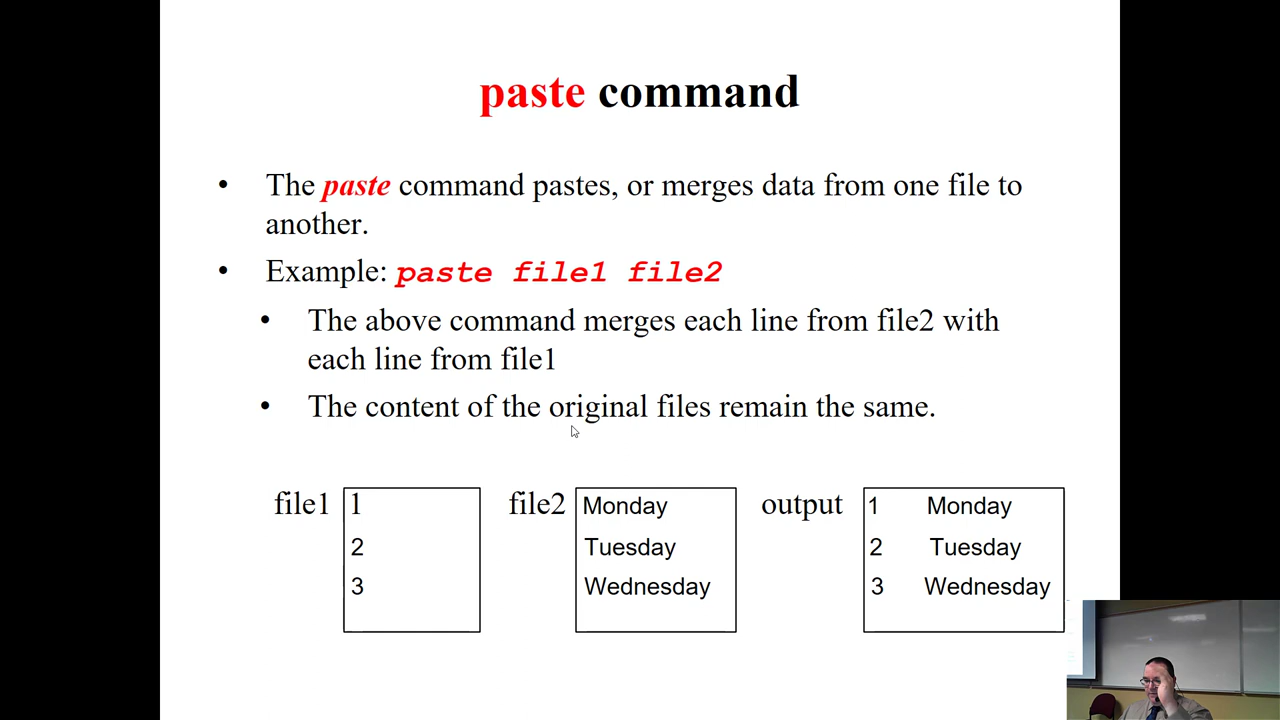 paste command
• The paste command pastes, or merges data from one file to
another.
• Example: paste file1 file2
• The above command merges each line from file2 with
each line from file1
• The content of the original files remain the same.
file1 1 file2 Monday output 1 Monday
2 Tuesday 2 Tuesday
3 Wednesday 3 Wednesday